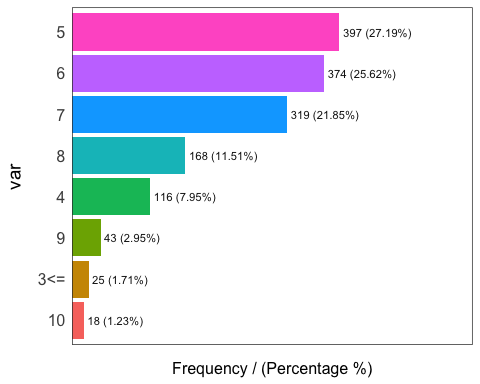 5 397 (27.19%)
6 374 (25.62%)
7 319 (21.85%)
8 168 (11.51%)
4 116 (7.95%)
9 43 (2.95%)
3<= 25 (1.71%)
10 18 (1.23%)
var
Frequency / (Percentage %)